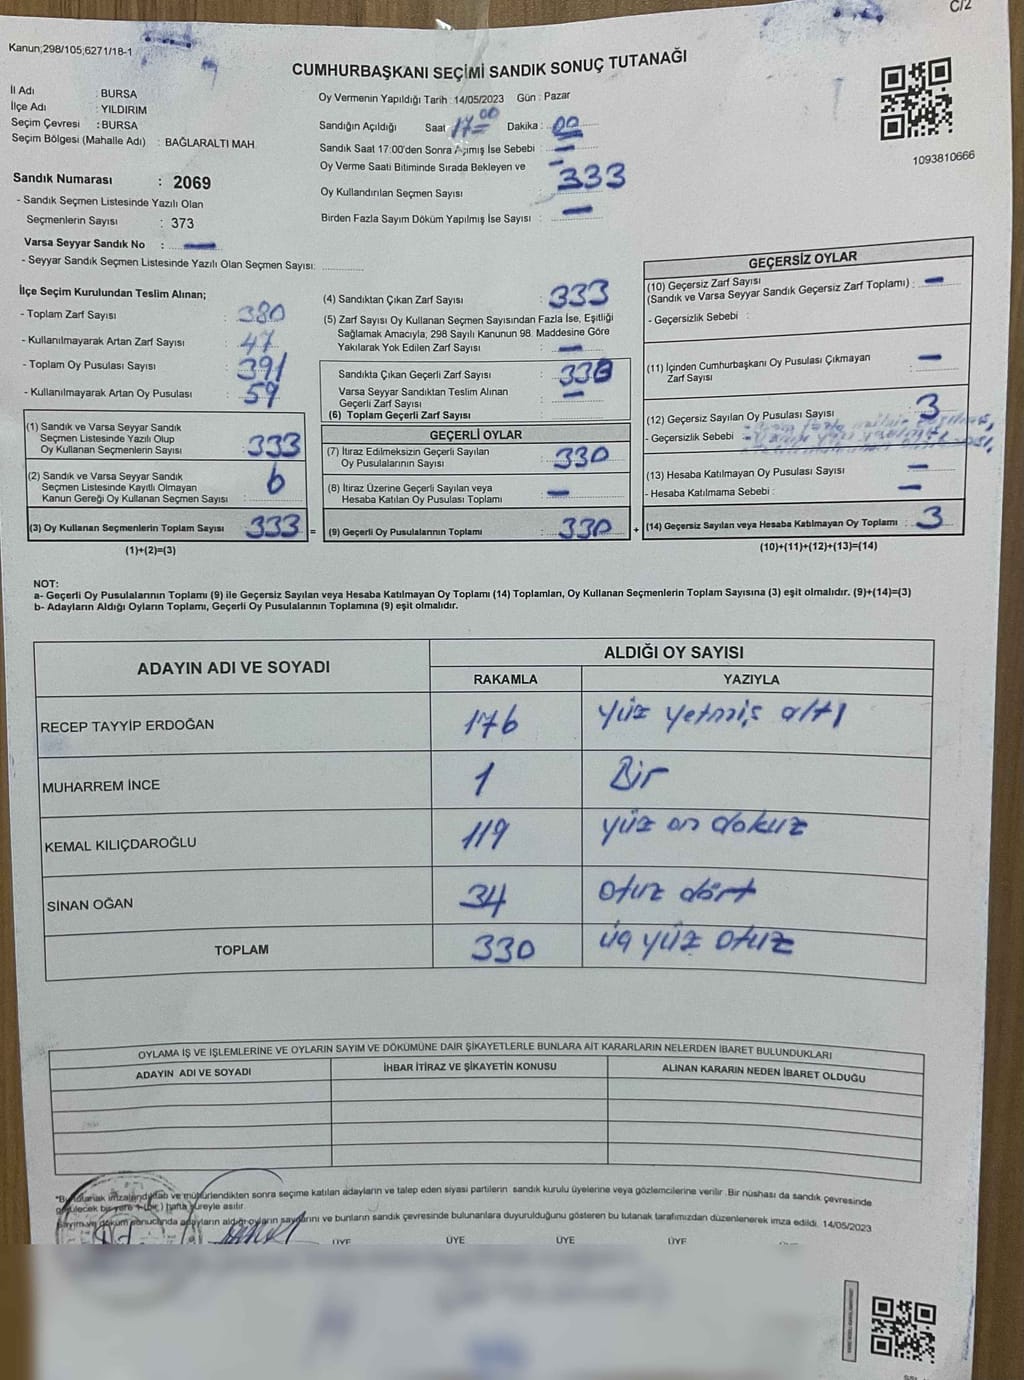 C/2
Kanun;298/105;6271/18-1
CUMHURBAŞKANI SEÇİMİ SANDIK SONUÇ TUTANAĞI
İl Adı : BURSA
İlçe Adı : YILDIRIM
Seçim Çevresi : BURSA
Seçim Bölgesi (Mahalle Adı) : BAĞLARALTI MAH.
Sandık Numarası : 2069
- Sandık Seçmen Listesinde Yazılı Olan
Seçmenlerin Sayısı : 373
Varsa Seyyar Sandık No : -
- Seyyar Sandık Seçmen Listesinde Yazılı Olan Seçmen Sayısı:
Oy Vermenin Yapıldığı Tarih : 14/05/2023 Gün : Pazar
Sandığın Açıldığı Saat 17=00 Dakika : 00
Sandık Saat 17:00'den Sonra Açımış İse Sebebi : -
Oy Verme Saati Bitiminde Sırada Bekleyen ve -
Oy Kullandırılan Seçmen Sayısı : 333
Birden Fazla Sayım Döküm Yapılmış İse Sayısı : -
1093810666
İlçe Seçim Kurulundan Teslim Alınan;
- Toplam Zarf Sayısı : 380
- Kullanılmayarak Artan Zarf Sayısı : 47
- Toplam Oy Pusulası Sayısı : 391
- Kullanılmayarak Artan Oy Pusulası : 59
(1) Sandık ve Varsa Seyyar Sandık
Seçmen Listesinde Yazılı Olup
Oy Kullanan Seçmenlerin Sayısı : 333
(2) Sandık ve Varsa Seyyar Sandık
Seçmen Listesinde Kayıtlı Olmayan
Kanun Gereği Oy Kullanan Seçmen Sayısı :
(3) Oy Kullanan Seçmenlerin Toplam Sayısı : 333 =
(1)+(2)=(3)
(4) Sandıktan Çıkan Zarf Sayısı : 333
(5) Zarf Sayısı Oy Kullanan Seçmen Sayısından Fazla İse, Eşitliği
Sağlamak Amacıyla, 298 Sayılı Kanunun 98. Maddesine Göre
Yakılarak Yok Edilen Zarf Sayısı : -
Sandıkta Çıkan Geçerli Zarf Sayısı :
Varsa Seyyar Sandıktan Teslim Alınan
Geçerli Zarf Sayısı : -
(6) Toplam Geçerli Zarf Sayısı
GEÇERLİ OYLAR
(7) İtiraz Edilmeksizin Geçerli Sayılan
Oy Pusulalarının Sayısı : 330
(8) İtiraz Üzerine Geçerli Sayılan veya
Hesaba Katılan Oy Pusulası Toplamı : -
(9) Geçerli Oy Pusulalarının Toplamı : 330 +
GEÇERSİZ OYLAR
(10) Geçersiz Zarf Sayısı
(Sandık ve Varsa Seyyar Sandık Geçersiz Zarf Toplamı) : -
- Geçersizlik Sebebi :
(11) İçinden Cumhurbaşkanı Oy Pusulası Çıkmayan
Zarf Sayısı : -
(12) Geçersiz Sayılan Oy Pusulası Sayısı : 3
- Geçersizlik Sebebi :
(13) Hesaba Katılmayan Oy Pusulası Sayısı : -
- Hesaba Katılmama Sebebi : -
(14) Geçersiz Sayılan veya Hesaba Katılmayan Oy Toplamı : 3
(10)+(11)+(12)+(13)=(14)
NOT:
a- Geçerli Oy Pusulalarının Toplamı (9) ile Geçersiz Sayılan veya Hesaba Katılmayan Oy Toplamı (14) Toplamları, Oy Kullanan Seçmenlerin Toplam Sayısına (3) eşit olmalıdır. (9)+(14)=(3)
b- Adayların Aldığı Oyların Toplamı, Geçerli Oy Pusulalarının Toplamına (9) eşit olmalıdır.
ADAYIN ADI VE SOYADI ALDIĞI OY SAYISI
RAKAMLA YAZIYLA
RECEP TAYYİP ERDOĞAN 176 yüz yetmiş altı
MUHARREM İNCE 1 Bir
KEMAL KILIÇDAROĞLU 119 yüz on dokuz
SİNAN OĞAN 34 otuz dört
TOPLAM 330 üç yüz otuz
OYLAMA İŞ VE İŞLEMLERİNE VE OYLARIN SAYIM VE DÖKÜMÜNE DAİR ŞİKAYETLERLE BUNLARA AİT KARARLARIN NELERDEN İBARET BULUNDUKLARI
ADAYIN ADI VE SOYADI İHBAR İTİRAZ VE ŞİKAYETİN KONUSU ALINAN KARARIN NEDEN İBARET OLDUĞU
tutanak imzalandıktan ve mühürlendikten sonra seçime katılan adayların ve talep eden siyasi partilerin sandık kurulu üyelerine veya gözlemcilerine verilir. Bir nüshası da sandık çevresinde
görülecek bir yere 1 (bir) hafta süreyle asılır.
Sayım ve döküm sonucunda adayların aldığı oyların sayılarını ve bunların sandık çevresinde bulunanlara duyurulduğunu gösteren bu tutanak tarafımızdan düzenlenerek imza edildi. 14/05/2023
ÜYE ÜYE ÜYE ÜYE